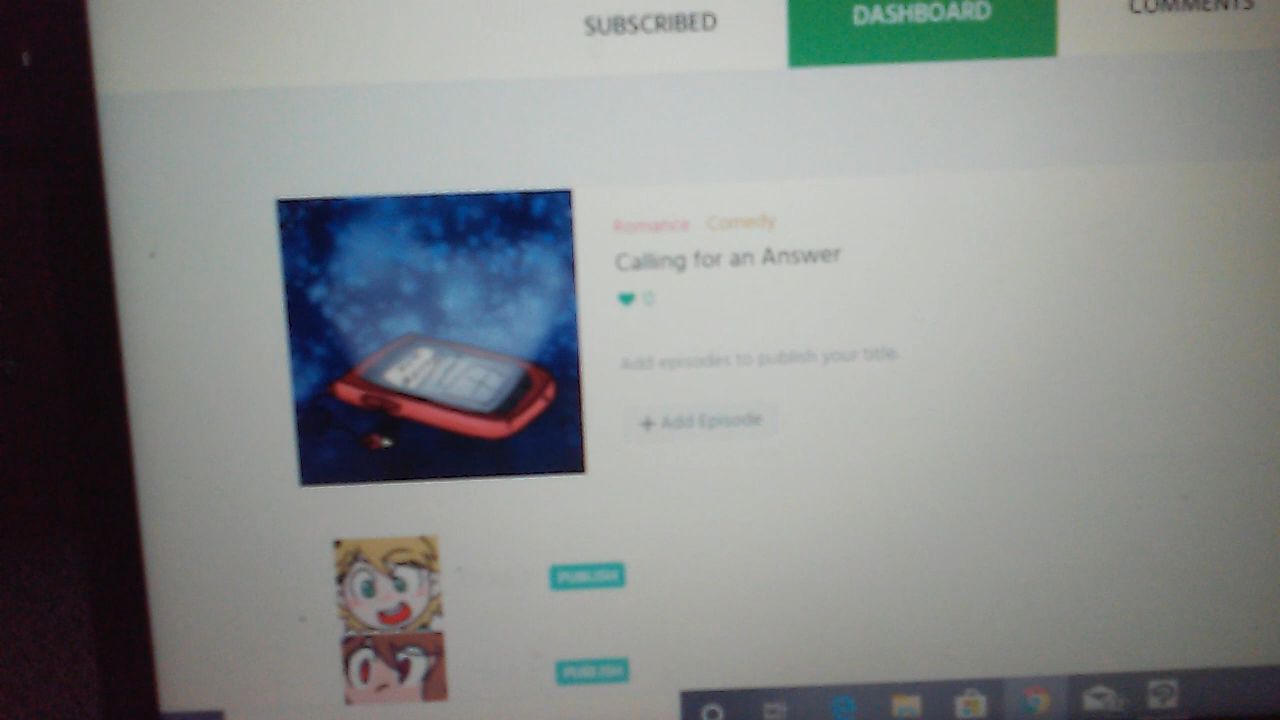 SUBSCRIBED DASHBOARD COMMENTS
Romance Comedy
Calling for an Answer
0
Add episodes to publish your title.
+ Add Episode
PUBLISH
PUBLISH